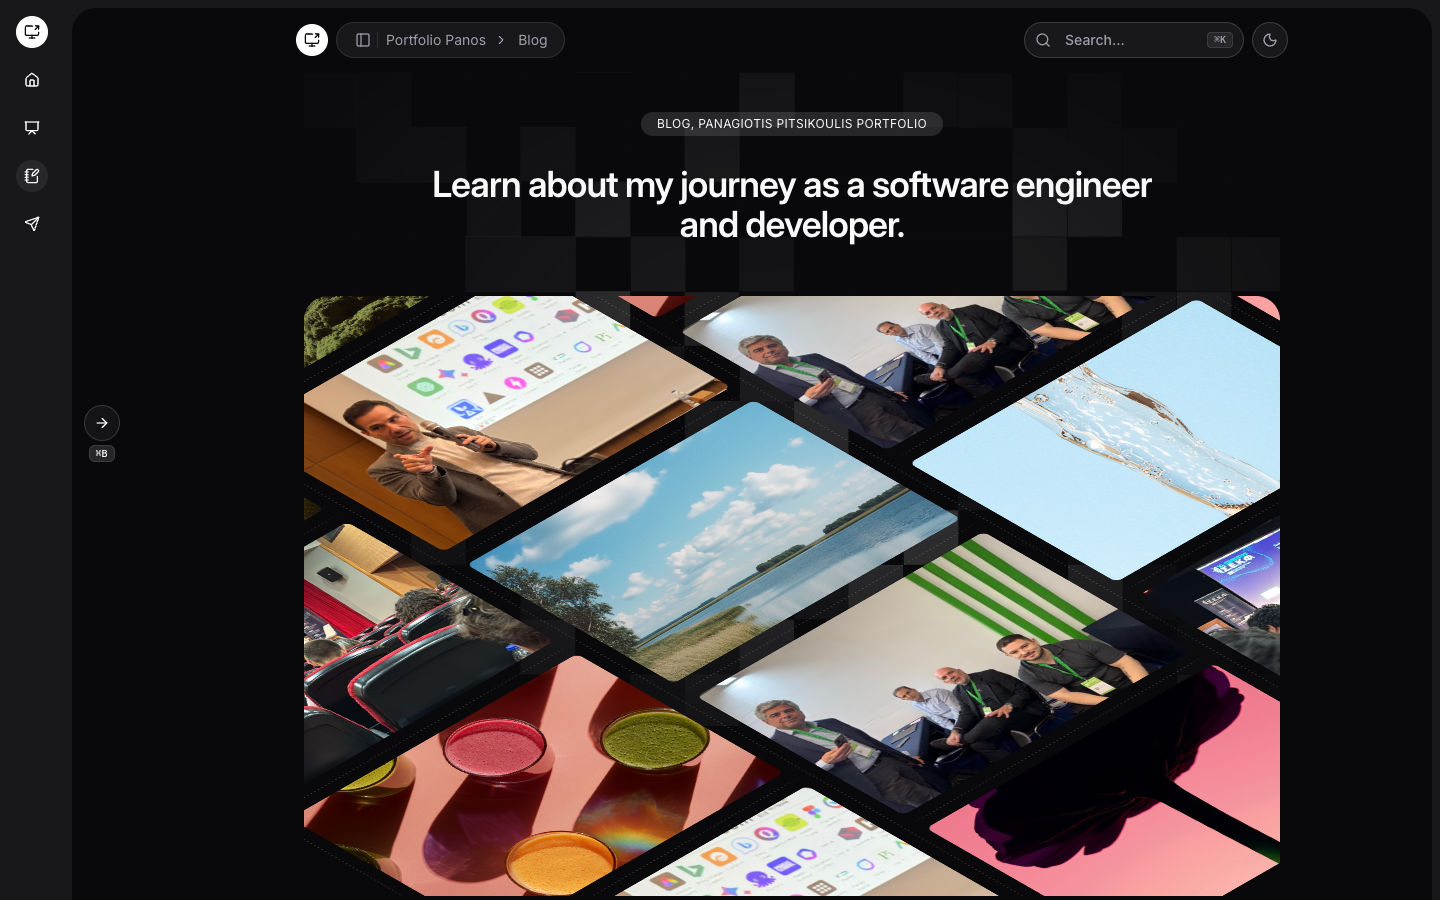 Portfolio Panos
Blog
Search...
⌘K
BLOG, PANAGIOTIS PITSIKOULIS PORTFOLIO
Learn about my journey as a software engineer
and developer.
⌘B